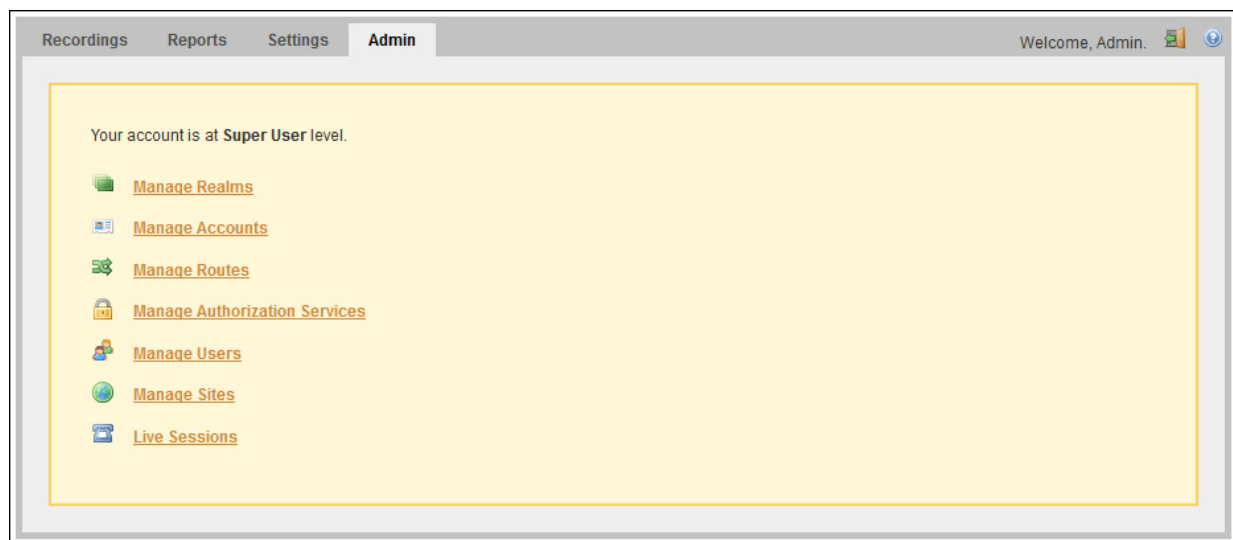 Recordings Reports Settings Admin Welcome, Admin.
Your account is at Super User level.
Manage Realms
Manage Accounts
Manage Routes
Manage Authorization Services
Manage Users
Manage Sites
Live Sessions